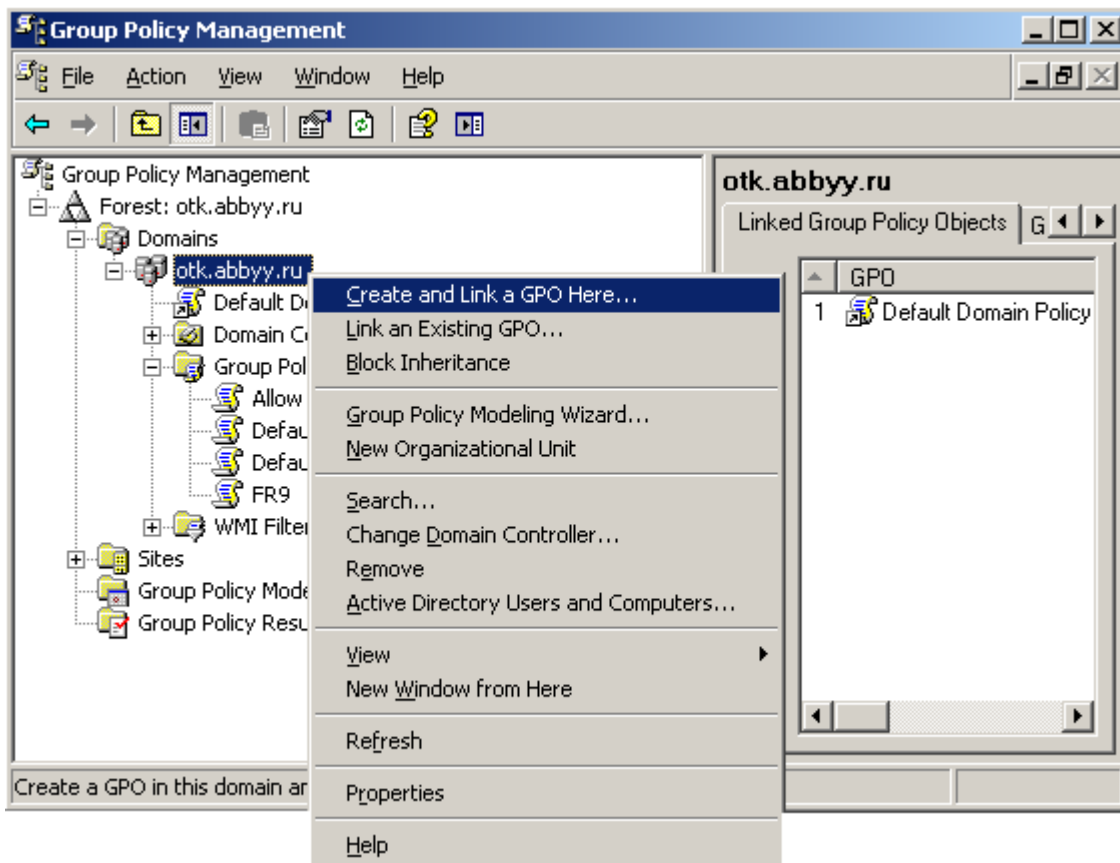 Group Policy Management
File Action View Window Help
Group Policy Management
Forest: otk.abbyy.ru
Domains
otk.abbyy.ru
Default D
Domain C
Group Pol
Allow
Defau
Defau
FR9
WMI Filter
Sites
Group Policy Mode
Group Policy Resu
Create and Link a GPO Here...
Link an Existing GPO...
Block Inheritance
Group Policy Modeling Wizard...
New Organizational Unit
Search...
Change Domain Controller...
Remove
Active Directory Users and Computers...
View
New Window from Here
Refresh
Properties
Help
otk.abbyy.ru
Linked Group Policy Objects G
GPO
1 Default Domain Policy
Create a GPO in this domain ar